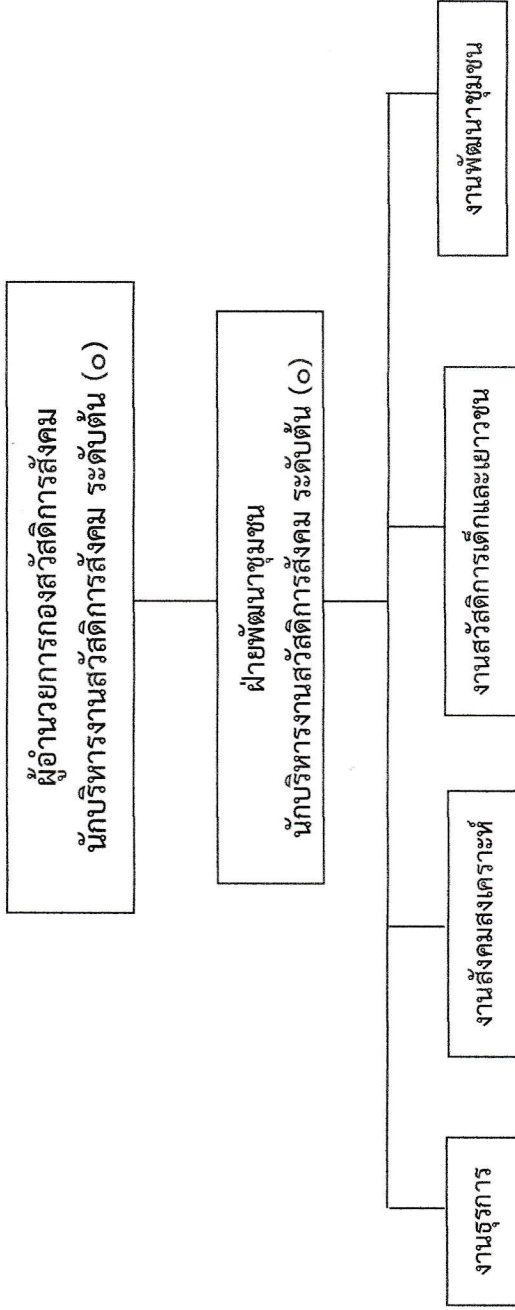 ผู้อำนวยการกองสวัสดิการสังคม
นักบริหารงานสวัสดิการสังคม ระดับต้น (๐)
ฝ่ายพัฒนาชุมชน
นักบริหารงานสวัสดิการสังคม ระดับต้น (๐)
งานธุรการ
งานสังคมสงเคราะห์
งานสวัสดิการเด็กและเยาวชน
งานพัฒนาชุมชน